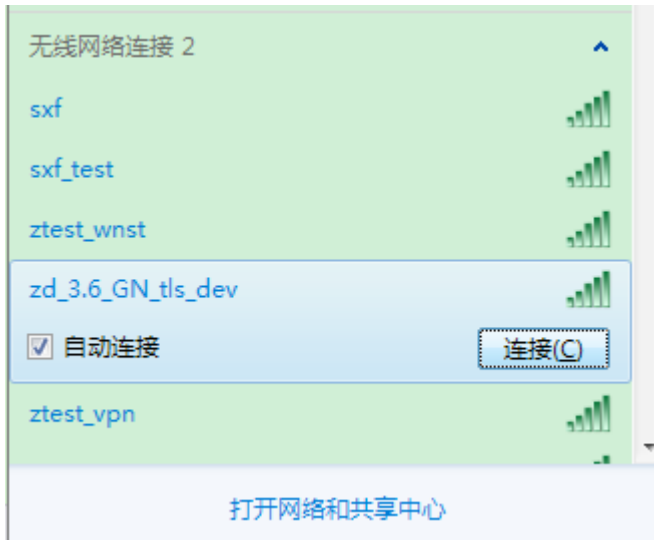 无线网络连接 2
sxf
sxf_test
ztest_wnst
zd_3.6_GN_tls_dev
自动连接 连接(C)
ztest_vpn
打开网络和共享中心